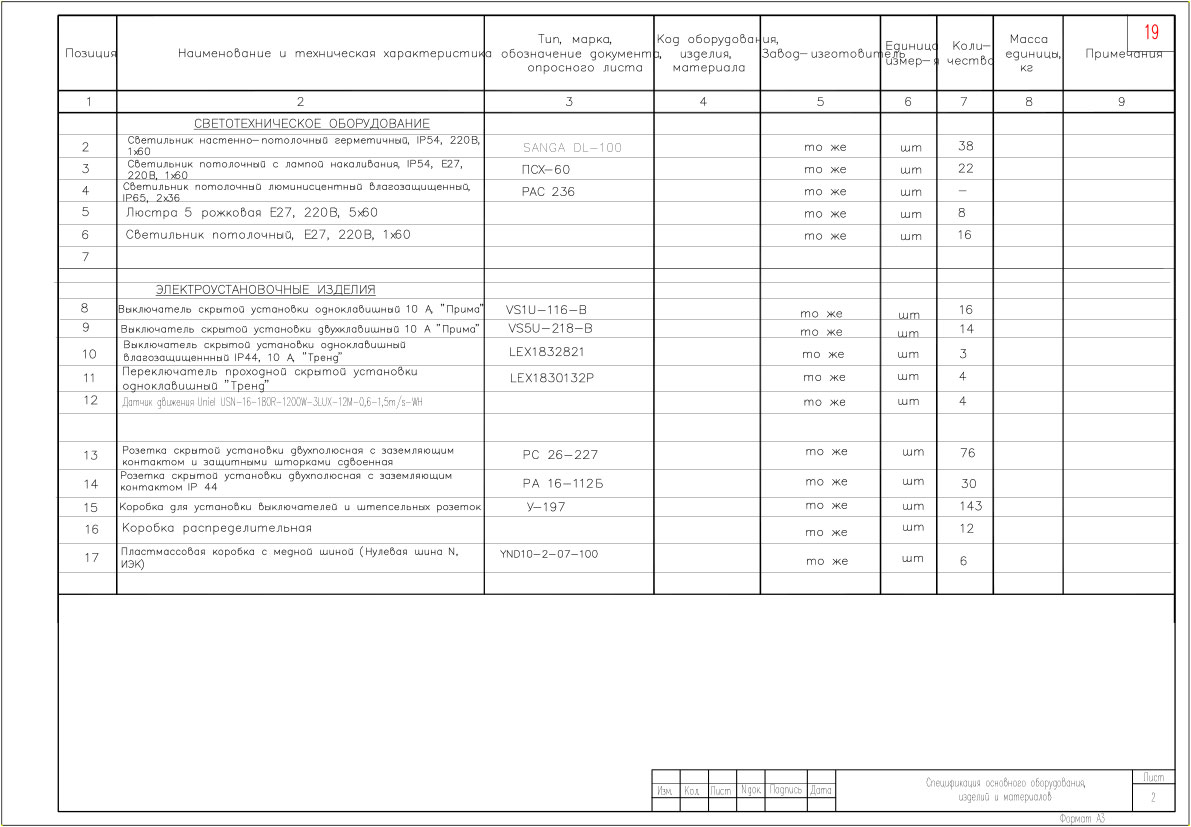 19
Позиция Наименование и техническая характеристика Тип, марка, обозначение документа, опросного листа Код оборудования, изделия, материала Завод-изготовитель Единица измер-я Коли-чества Масса единицы, кг Примечания
1 2 3 4 5 6 7 8 9
СВЕТОТЕХНИЧЕСКОЕ ОБОРУДОВАНИЕ
2 Светильник настенно-потолочный герметичный, IP54, 220В, 1х60 SANGA DL-100 то же шт 38
3 Светильник потолочный с лампой накаливания, IP54, Е27, 220В, 1х60 ПСХ-60 то же шт 22
4 Светильник потолочный люминисцентный влагозащищенный, IP65, 2х36 РАС 236 то же шт -
5 Люстра 5 рожковая Е27, 220В, 5х60 то же шт 8
6 Светильник потолочный, Е27, 220В, 1х60 то же шт 16
7
ЭЛЕКТРОУСТАНОВОЧНЫЕ ИЗДЕЛИЯ
8 Выключатель скрытой установки одноклавишный 10 А, "Прима" VS1U-116-B то же шт 16
9 Выключатель скрытой установки двухклавишный 10 А "Прима" VS5U-218-B то же шт 14
10 Выключатель скрытой установки одноклавишный влагозащищеннный IP44, 10 А, "Тренд" LEX1832821 то же шт 3
11 Переключатель проходной скрытой установки одноклавишный "Тренд" LEX1830132P то же шт 4
12 Датчик движения Uniel USN-16-180R-1200W-3LUX-12M-0,6-1,5m/s-WH то же шт 4
13 Розетка скрытой установки двухполюсная с заземляющим контактом и защитными шторками сдвоенная РС 26-227 то же шт 76
14 Розетка скрытой установки двухполюсная с заземляющим контактом IP 44 РА 16-112Б то же шт 30
15 Коробка для установки выключателей и штепсельных розеток У-197 то же шт 143
16 Коробка распределительная то же шт 12
17 Пластмассовая коробка с медной шиной (Нулевая шина N, ИЭК) YND10-2-07-100 то же шт 6
Изм. Кол. Лист Nдок. Подпись Дата
Спецификация основного оборудования,
изделий и материалов
Лист
2
Формат А3